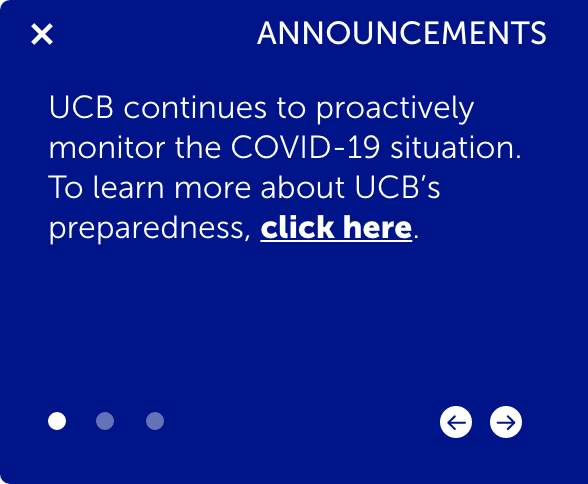 ANNOUNCEMENTS
UCB continues to proactively
monitor the COVID-19 situation.
To learn more about UCB’s
preparedness, click here.